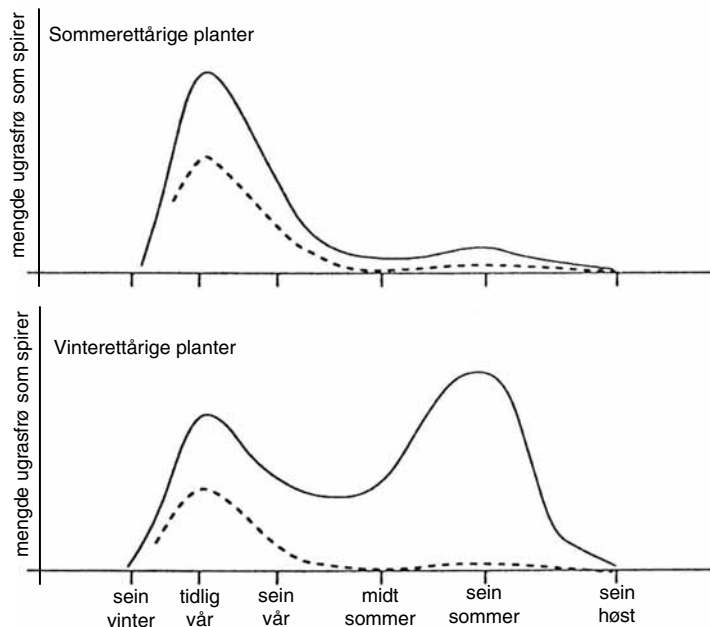 Sommerettårige planter
mengde ugrasfrø som spirer
Vinterettårige planter
mengde ugrasfrø som spirer
sein vinter
tidlig vår
sein vår
midt sommer
sein sommer
sein høst